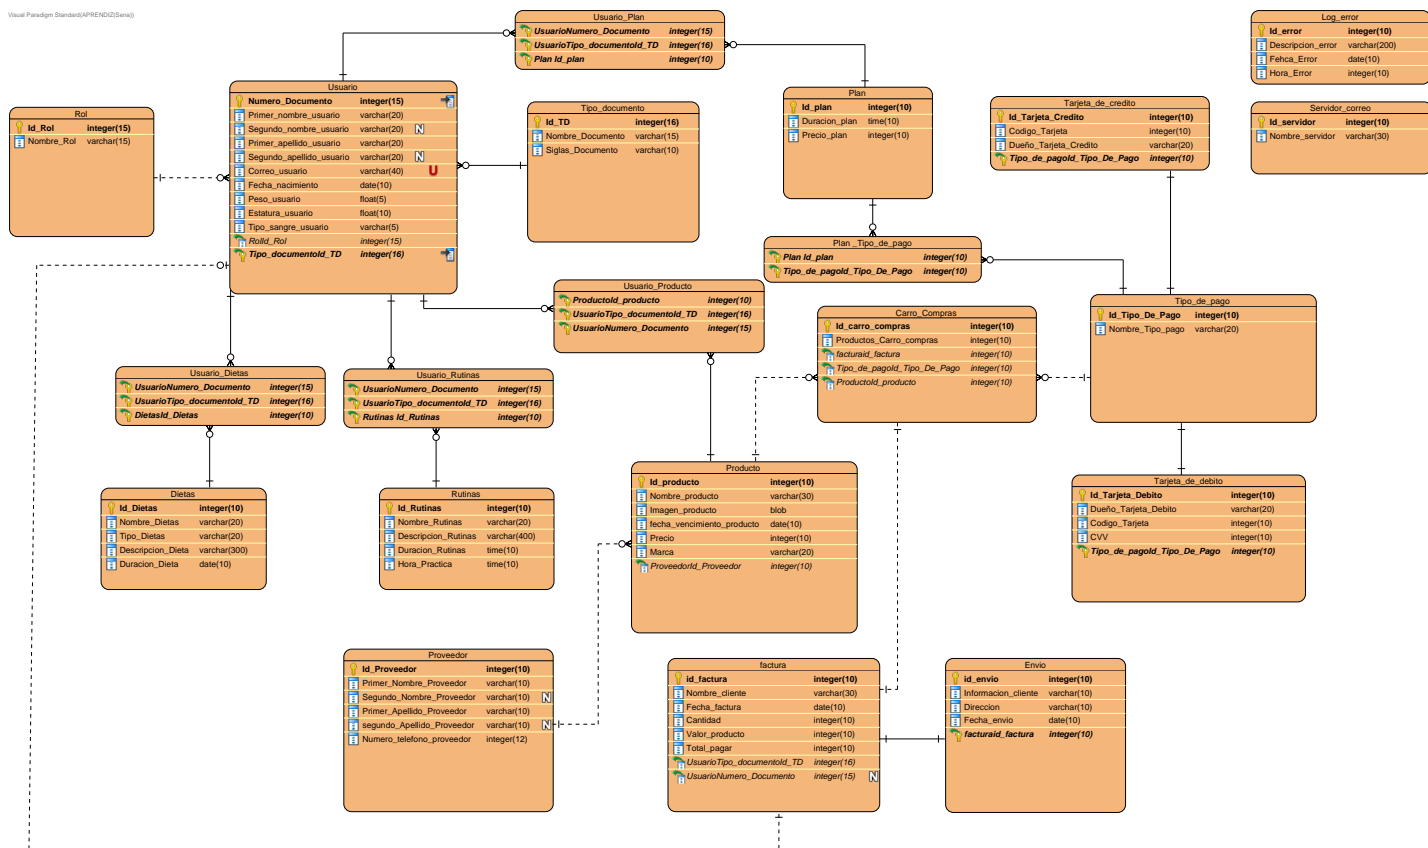 Visual Paradigm Standard(APRENDIZ(Sena))
Usuario_Plan
UsuarioNumero_Documento integer(15)
UsuarioTipo_documentoId_TD integer(16)
Plan Id_plan integer(10)
Log_error
Id_error integer(10)
Descripcion_error varchar(200)
Fehca_Error date(10)
Hora_Error integer(10)
Usuario
Numero_Documento integer(15)
Primer_nombre_usuario varchar(20)
Segundo_nombre_usuario varchar(20) N
Primer_apellido_usuario varchar(20)
Segundo_apellido_usuario varchar(20) N
Correo_usuario varchar(40) U
Fecha_nacimiento date(10)
Peso_usuario float(5)
Estatura_usuario float(10)
Tipo_sangre_usuario varchar(5)
RolId_Rol integer(15)
Tipo_documentoId_TD integer(16)
Plan
Id_plan integer(10)
Duracion_plan time(10)
Precio_plan integer(10)
Tarjeta_de_credito
Id_Tarjeta_Credito integer(10)
Codigo_Tarjeta integer(10)
Dueño_Tarjeta_Credito varchar(20)
Tipo_de_pagoId_Tipo_De_Pago integer(10)
Servidor_correo
Id_servidor integer(10)
Nombre_servidor varchar(30)
Rol
Id_Rol integer(15)
Nombre_Rol varchar(15)
Tipo_documento
Id_TD integer(16)
Nombre_Documento varchar(15)
Siglas_Documento varchar(10)
Plan _Tipo_de_pago
Plan Id_plan integer(10)
Tipo_de_pagoId_Tipo_De_Pago integer(10)
Usuario_Producto
ProductoId_producto integer(10)
UsuarioTipo_documentoId_TD integer(16)
UsuarioNumero_Documento integer(15)
Tipo_de_pago
Id_Tipo_De_Pago integer(10)
Nombre_Tipo_pago varchar(20)
Carro_Compras
Id_carro_compras integer(10)
Productos_Carro_compras integer(10)
facturaid_factura integer(10)
Tipo_de_pagoId_Tipo_De_Pago integer(10)
ProductoId_producto integer(10)
Usuario_Dietas
UsuarioNumero_Documento integer(15)
UsuarioTipo_documentoId_TD integer(16)
DietasId_Dietas integer(10)
Usuario_Rutinas
UsuarioNumero_Documento integer(15)
UsuarioTipo_documentoId_TD integer(16)
Rutinas Id_Rutinas integer(10)
Producto
Id_producto integer(10)
Nombre_producto varchar(30)
Imagen_producto blob
fecha_vencimiento_producto date(10)
Precio integer(10)
Marca varchar(20)
ProveedorId_Proveedor integer(10)
Tarjeta_de_debito
Id_Tarjeta_Debito integer(10)
Dueño_Tarjeta_Debito varchar(20)
Codigo_Tarjeta integer(10)
CVV integer(10)
Tipo_de_pagoId_Tipo_De_Pago integer(10)
Dietas
Id_Dietas integer(10)
Nombre_Dietas varchar(20)
Tipo_Dietas varchar(20)
Descripcion_Dieta varchar(300)
Duracion_Dieta date(10)
Rutinas
Id_Rutinas integer(10)
Nombre_Rutinas varchar(20)
Descripcion_Rutinas varchar(400)
Duracion_Rutinas time(10)
Hora_Practica time(10)
Proveedor
Id_Proveedor integer(10)
Primer_Nombre_Proveedor varchar(10)
Segundo_Nombre_Proveedor varchar(10) N
Primer_Apellido_Proveedor varchar(10)
segundo_Apellido_Proveedor varchar(10) N
Numero_telefono_proveedor integer(12)
factura
id_factura integer(10)
Nombre_cliente varchar(30)
Fecha_factura date(10)
Cantidad integer(10)
Valor_producto integer(10)
Total_pagar integer(10)
UsuarioTipo_documentoId_TD integer(16)
UsuarioNumero_Documento integer(15) N
Envio
id_envio integer(10)
Informacion_cliente varchar(10)
Direccion varchar(10)
Fecha_envio date(10)
facturaid_factura integer(10)